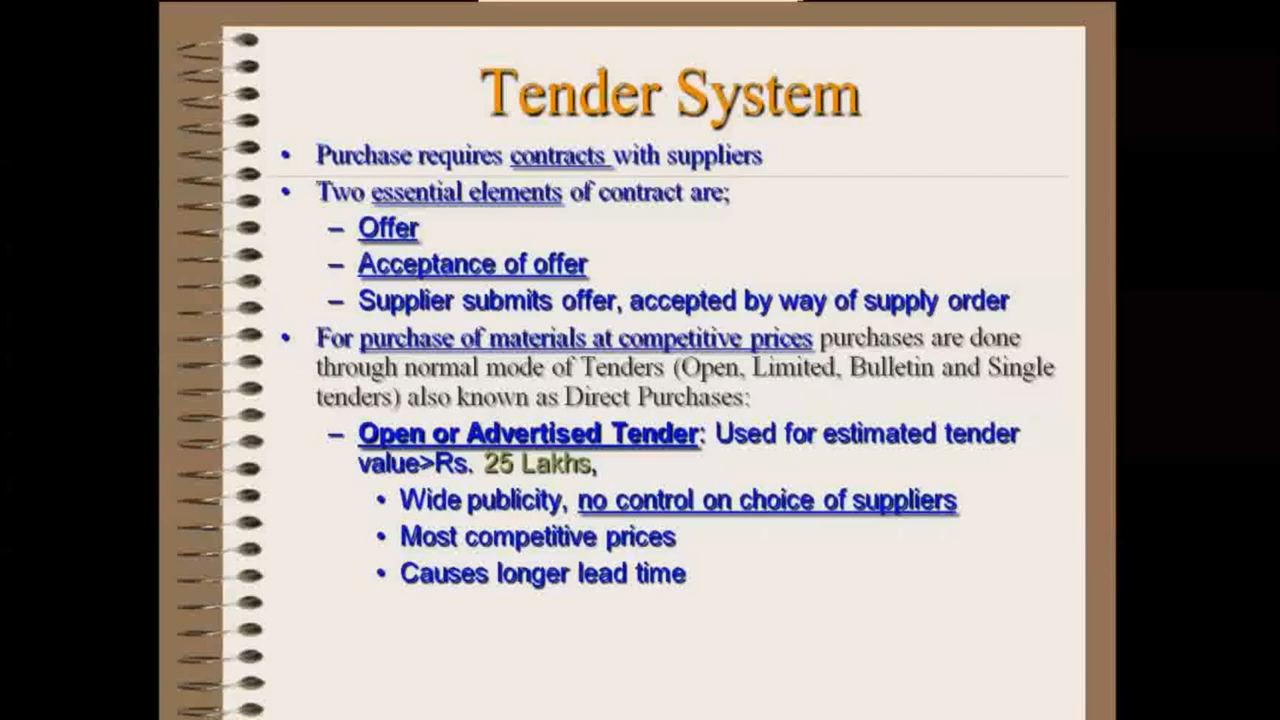 Tender System
• Purchase requires contracts with suppliers
• Two essential elements of contract are;
– Offer
– Acceptance of offer
– Supplier submits offer, accepted by way of supply order
• For purchase of materials at competitive prices purchases are done
through normal mode of Tenders (Open, Limited, Bulletin and Single
tenders) also known as Direct Purchases:
– Open or Advertised Tender: Used for estimated tender
value>Rs. 25 Lakhs,
• Wide publicity, no control on choice of suppliers
• Most competitive prices
• Causes longer lead time